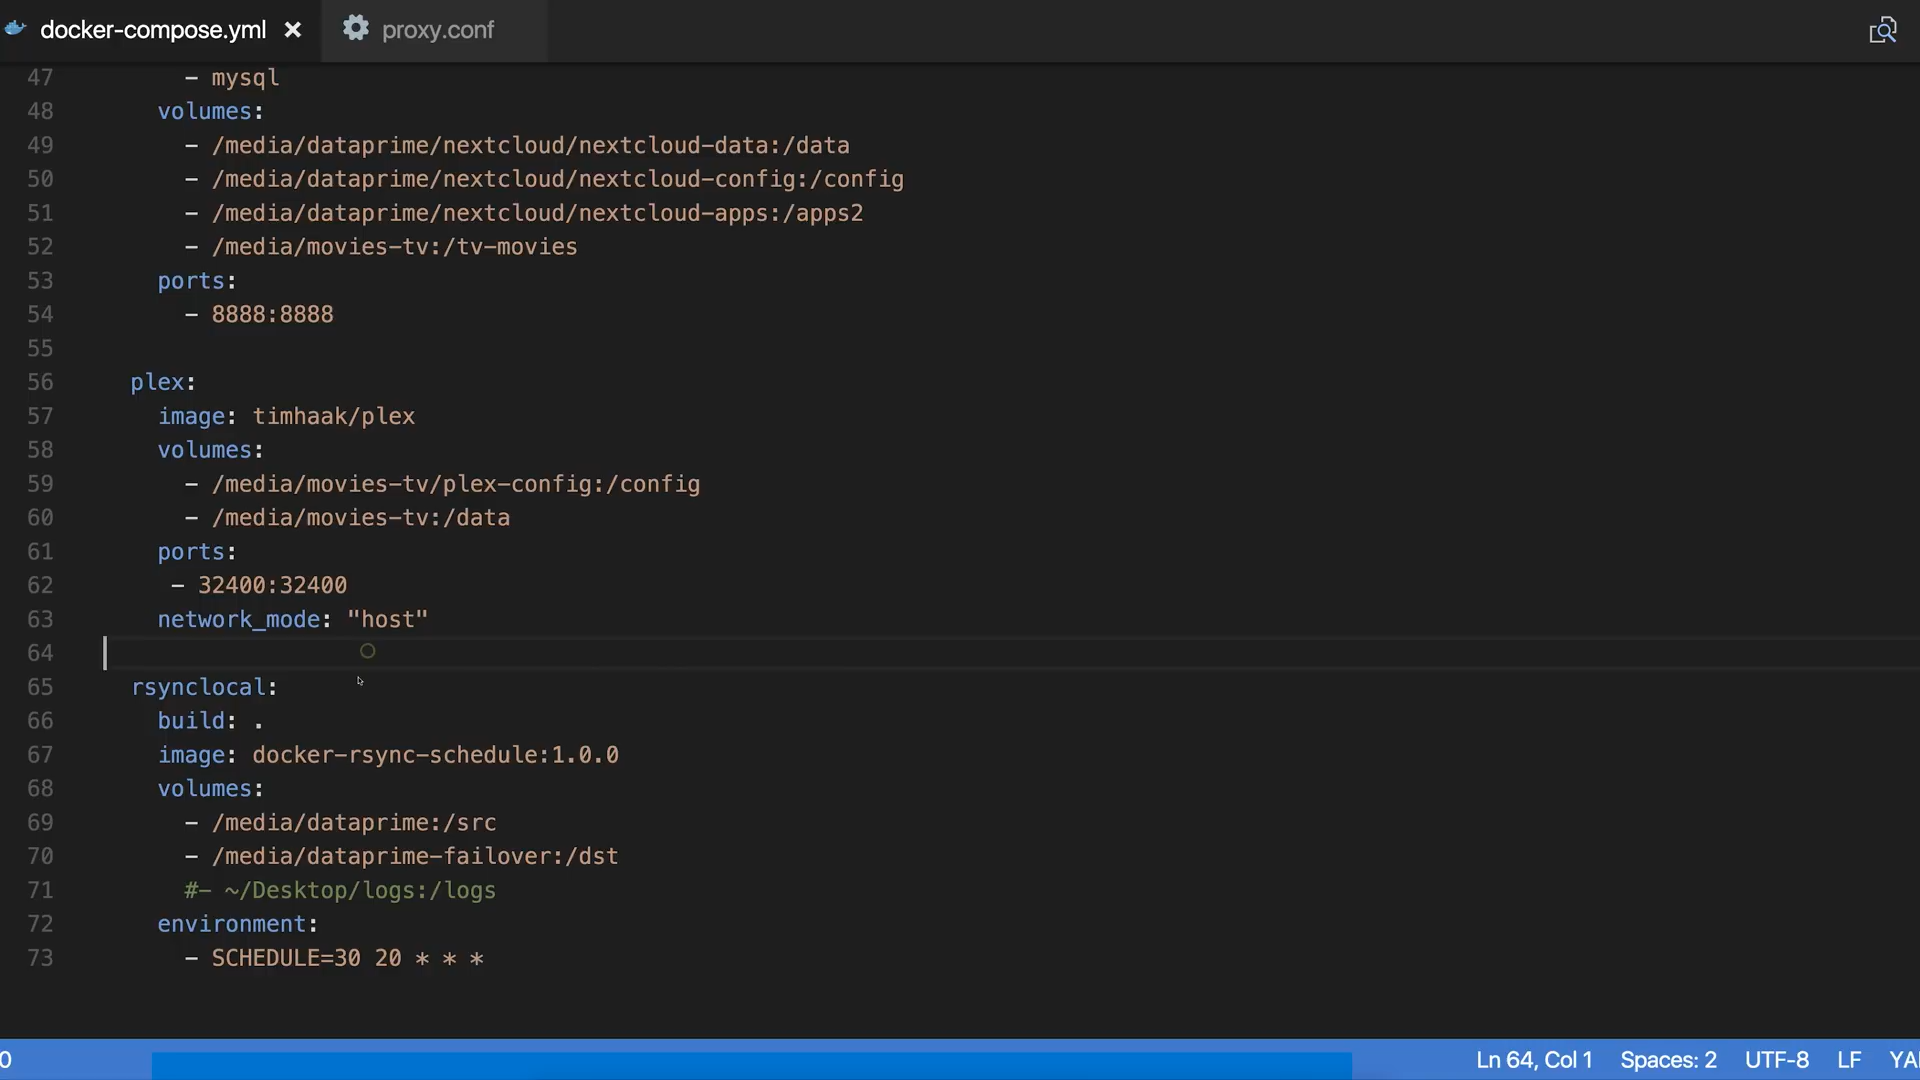 docker-compose.yml ×
proxy.conf
47 - mysql
48 volumes:
49 - /media/dataprime/nextcloud/nextcloud-data:/data
50 - /media/dataprime/nextcloud/nextcloud-config:/config
51 - /media/dataprime/nextcloud/nextcloud-apps:/apps2
52 - /media/movies-tv:/tv-movies
53 ports:
54 - 8888:8888
55
56 plex:
57 image: timhaak/plex
58 volumes:
59 - /media/movies-tv/plex-config:/config
60 - /media/movies-tv:/data
61 ports:
62 - 32400:32400
63 network_mode: "host"
64
65 rsynclocal:
66 build: .
67 image: docker-rsync-schedule:1.0.0
68 volumes:
69 - /media/dataprime:/src
70 - /media/dataprime-failover:/dst
71 #- ~/Desktop/logs:/logs
72 environment:
73 - SCHEDULE=30 20 * * *
0 Ln 64, Col 1 Spaces: 2 UTF-8 LF YA